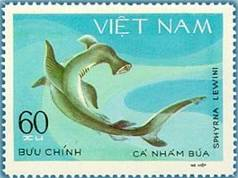 VIỆT NAM
60
XU
BƯU CHÍNH
CÁ NHÁM BÚA
SPHYRNA LEWINI